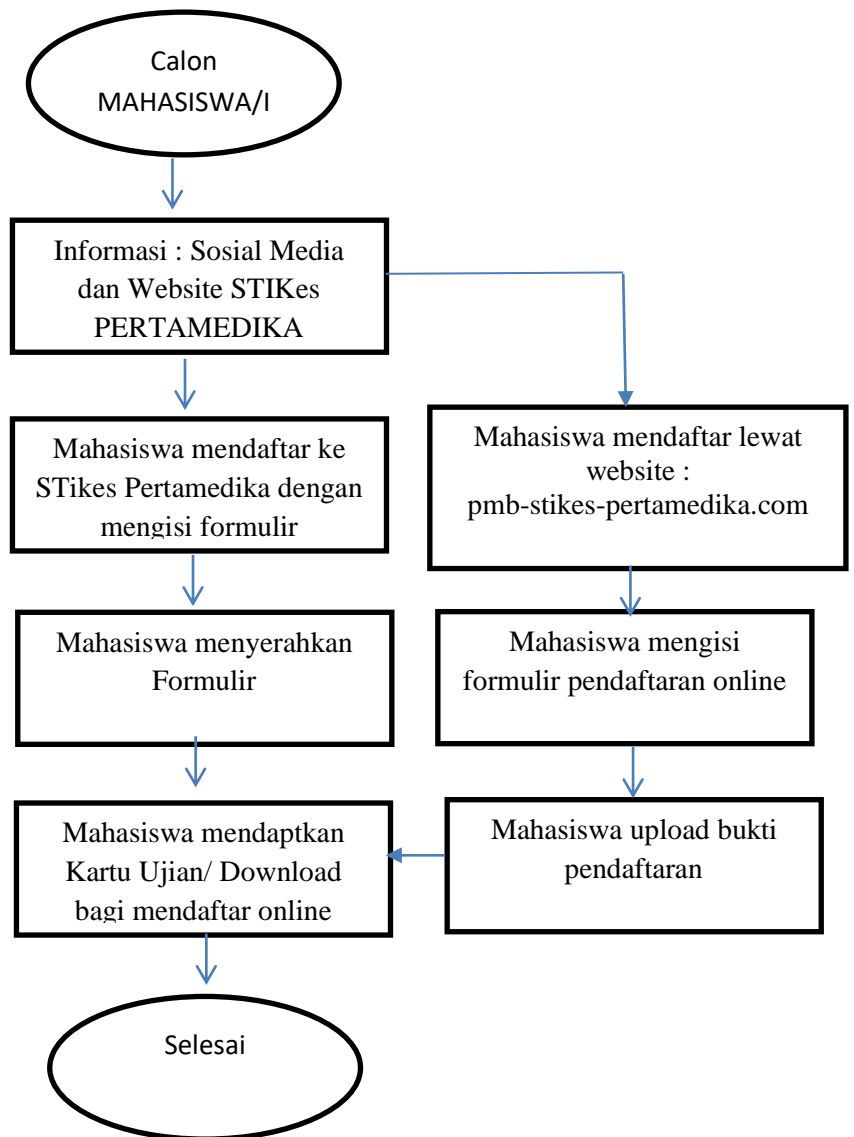 Calon
MAHASISWA/I
Informasi : Sosial Media
dan Website STIKes
PERTAMEDIKA
Mahasiswa mendaftar ke
STikes Pertamedika dengan
mengisi formulir
Mahasiswa mendaftar lewat
website :
pmb-stikes-pertamedika.com
Mahasiswa menyerahkan
Formulir
Mahasiswa mengisi
formulir pendaftaran online
Mahasiswa mendaptkan
Kartu Ujian/ Download
bagi mendaftar online
Mahasiswa upload bukti
pendaftaran
Selesai